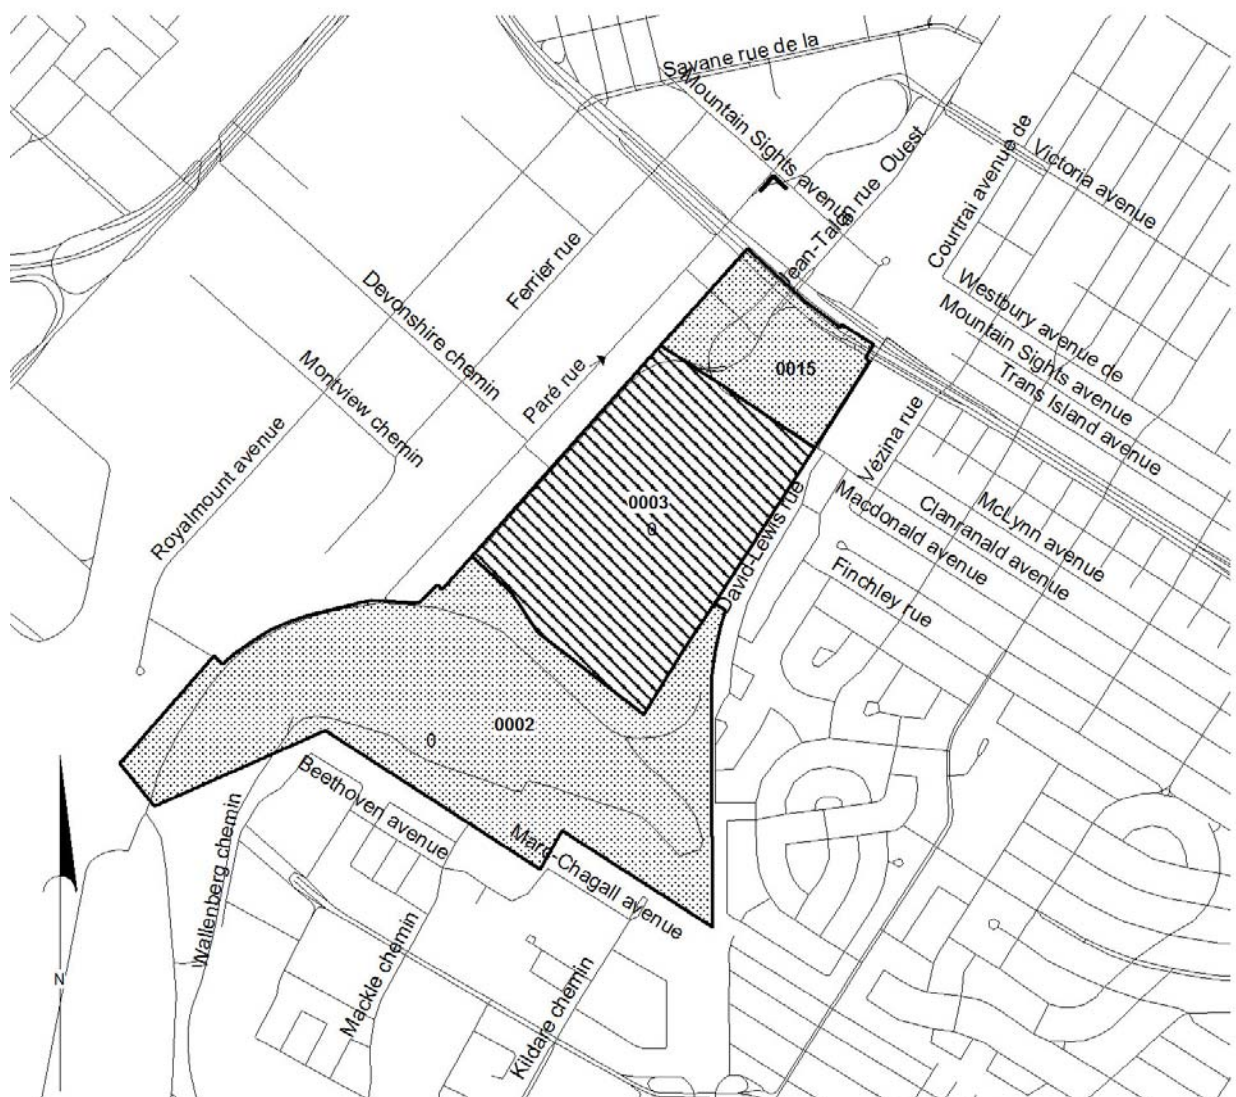 Savane rue de la
Mountain Sights avenue
Jean-Talon rue Ouest
Courtrai avenue de
Victoria avenue
Ferrier rue
Devonshire chemin
Westbury avenue de
Mountain Sights avenue
Trans Island avenue
Montview chemin
Paré rue
0015
Vézina rue
Royalmount avenue
0003
0
David-Lewis rue
Macdonald avenue
Clanranald avenue
McLynn avenue
Finchley rue
0002
0
Beethoven avenue
Marc-Chagall avenue
Wallenberg chemin
Mackle chemin
Kildare chemin
N